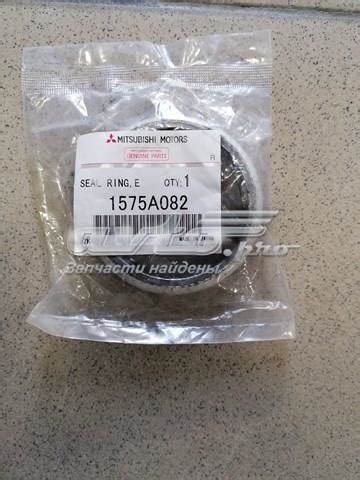 MITSUBISHI MOTORS
GENUINE PARTS
R
SEAL RING,E QTY:1
1575A082
MADE IN JAPAN
Запчасти найдены